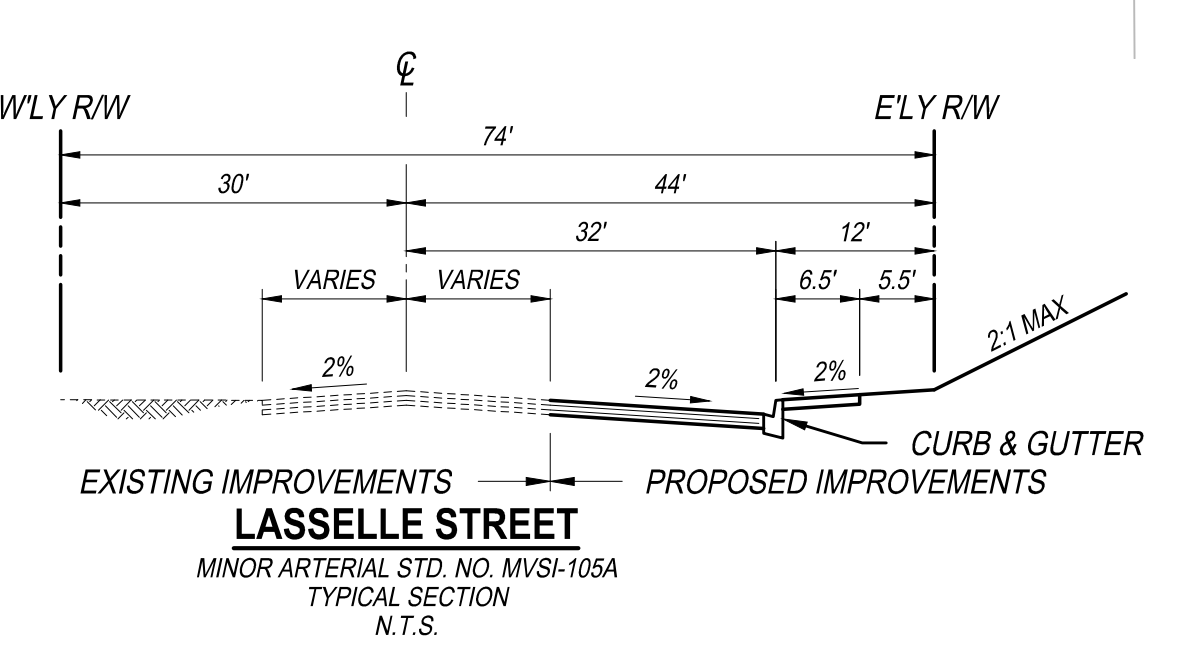 ℄
W'LY R/W
E'LY R/W
74'
30'
44'
32'
12'
VARIES
VARIES
6.5'
5.5'
2:1 MAX
2%
2%
2%
CURB & GUTTER
EXISTING IMPROVEMENTS
PROPOSED IMPROVEMENTS
LASSELLE STREET
MINOR ARTERIAL STD. NO. MVSI-105A
TYPICAL SECTION
N.T.S.